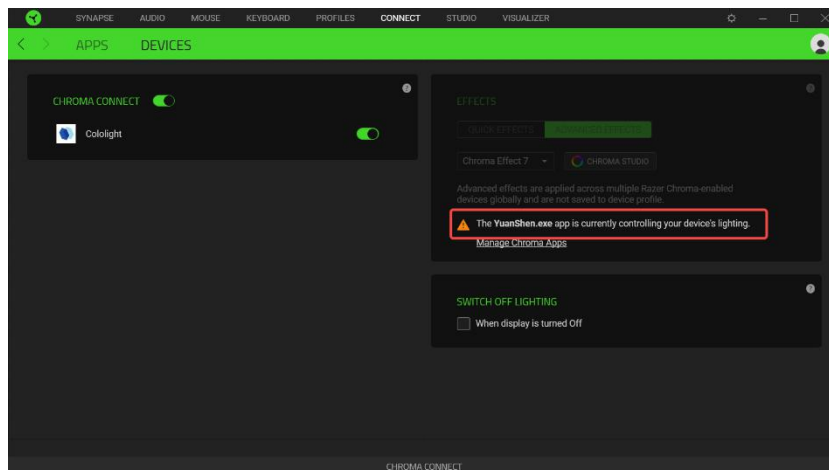 SYNAPSE AUDIO MOUSE KEYBOARD PROFILES CONNECT STUDIO VISUALIZER
APPS DEVICES
CHROMA CONNECT
Cololight
EFFECTS
QUICK EFFECTS ADVANCED EFFECTS
Chroma Effect 7 CHROMA STUDIO
Advanced effects are applied across multiple Razer Chroma-enabled
devices globally and are not saved to device profile.
The YuanShen.exe app is currently controlling your device's lighting.
Manage Chroma Apps
SWITCH OFF LIGHTING
When display is turned Off
CHROMA CONNECT